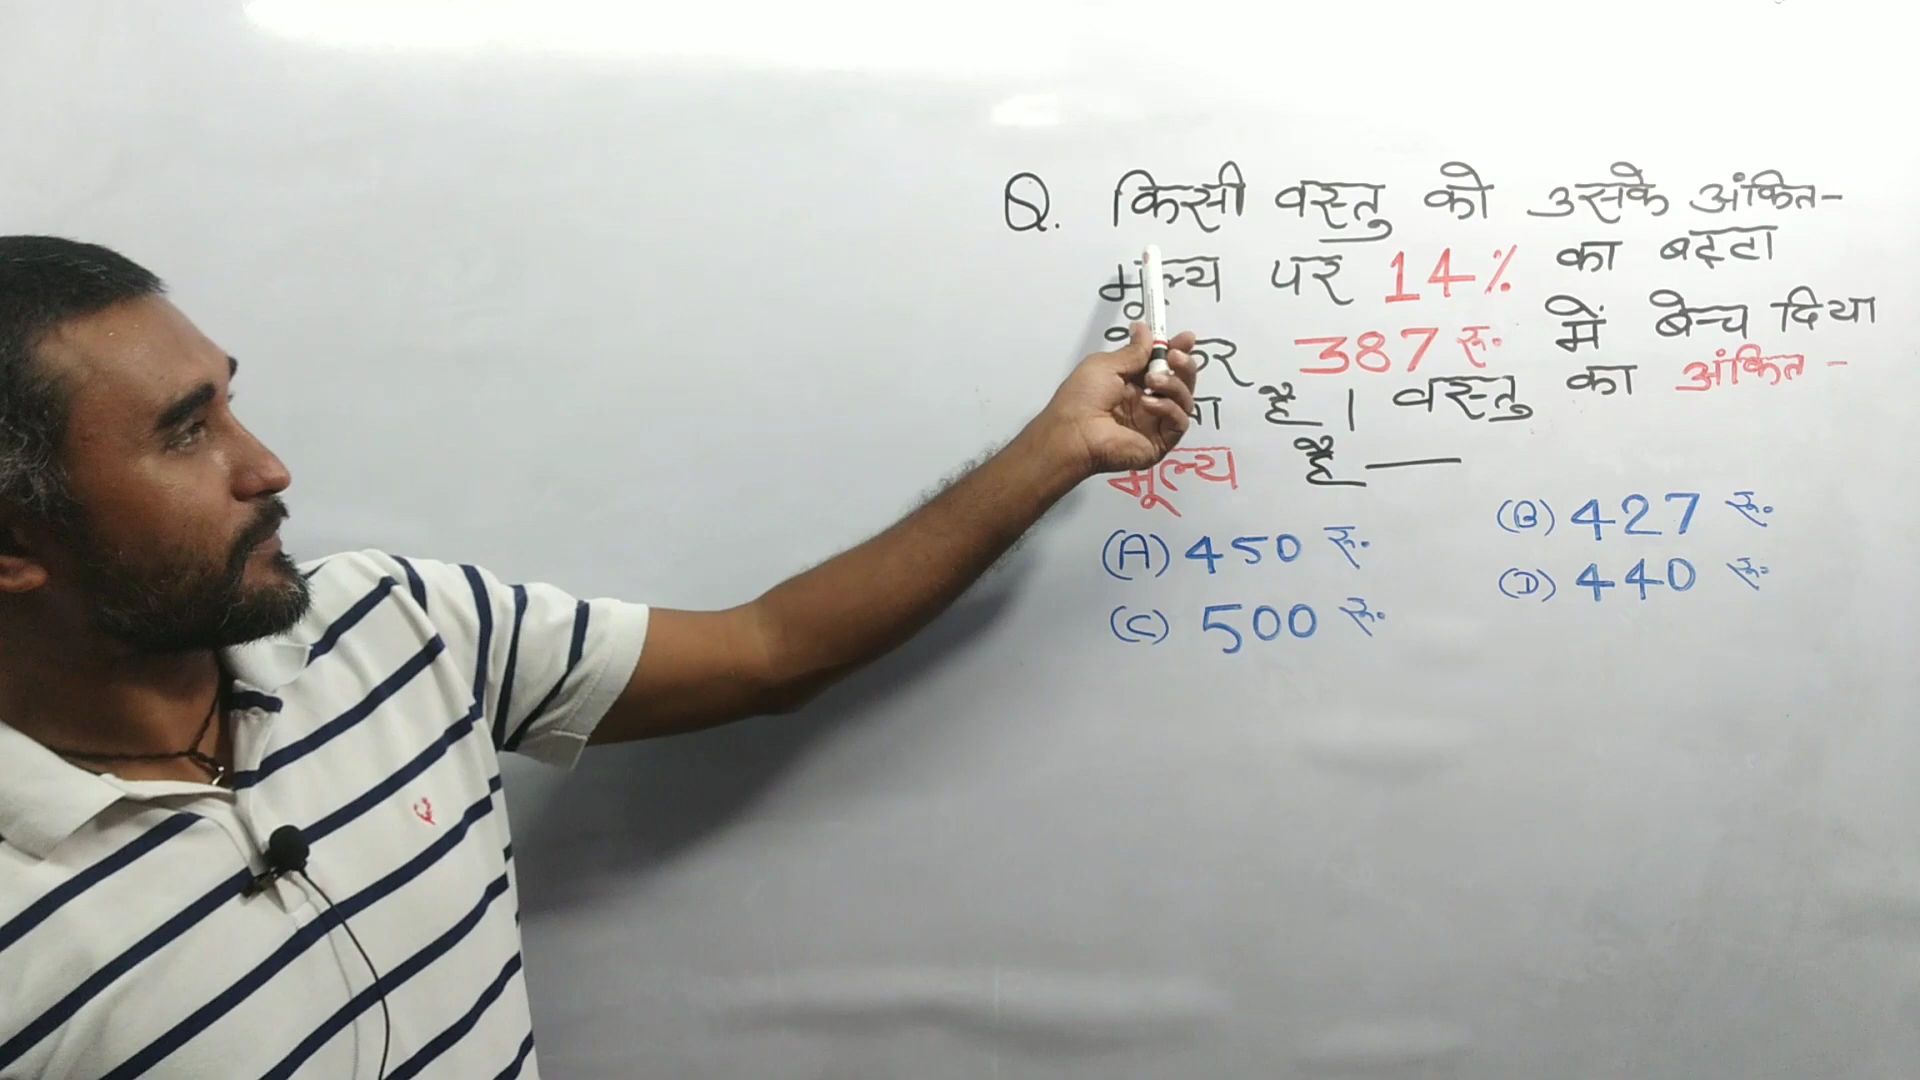 Q. किसी वस्तु को उसके अंकित-
मूल्य पर 14% का बट्टा
387 रू. में बेच दिया
है। वस्तु का अंकित-
मूल्य है —
(A) 450 रू. (B) 427 रू.
(C) 500 रू. (D) 440 रू.